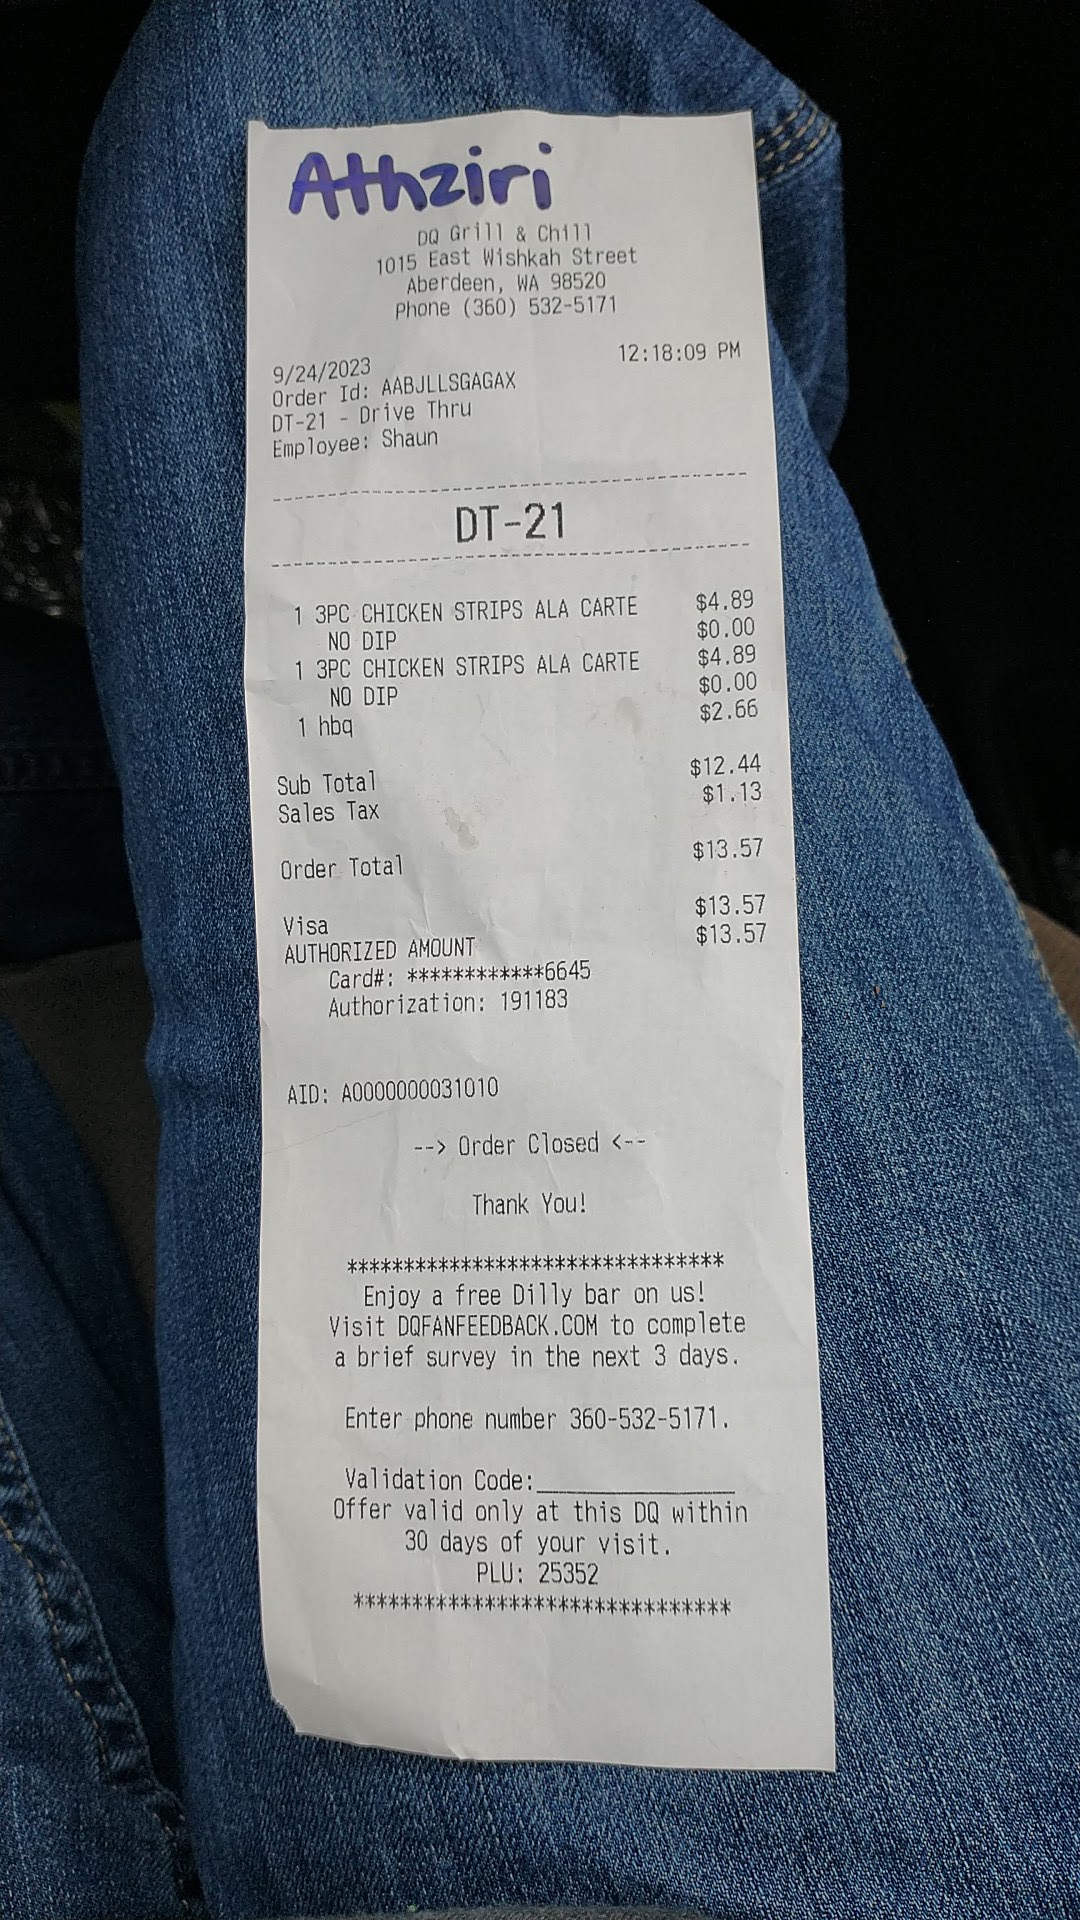 Athziri
DQ Grill & Chill
1015 East Wishkah Street
Aberdeen, WA 98520
Phone (360) 532-5171
9/24/2023 12:18:09 PM
Order Id: AABJLLSGAGAX
DT-21 - Drive Thru
Employee: Shaun
--------------------------------
DT-21
--------------------------------
1 3PC CHICKEN STRIPS ALA CARTE $4.89
NO DIP $0.00
1 3PC CHICKEN STRIPS ALA CARTE $4.89
NO DIP $0.00
1 hbq $2.66
Sub Total $12.44
Sales Tax $1.13
Order Total $13.57
Visa $13.57
AUTHORIZED AMOUNT $13.57
Card#: ************6645
Authorization: 191183
AID: A0000000031010
--> Order Closed <--
Thank You!
********************************
Enjoy a free Dilly bar on us!
Visit DQFANFEEDBACK.COM to complete
a brief survey in the next 3 days.
Enter phone number 360-532-5171.
Validation Code:______________
Offer valid only at this DQ within
30 days of your visit.
PLU: 25352
********************************